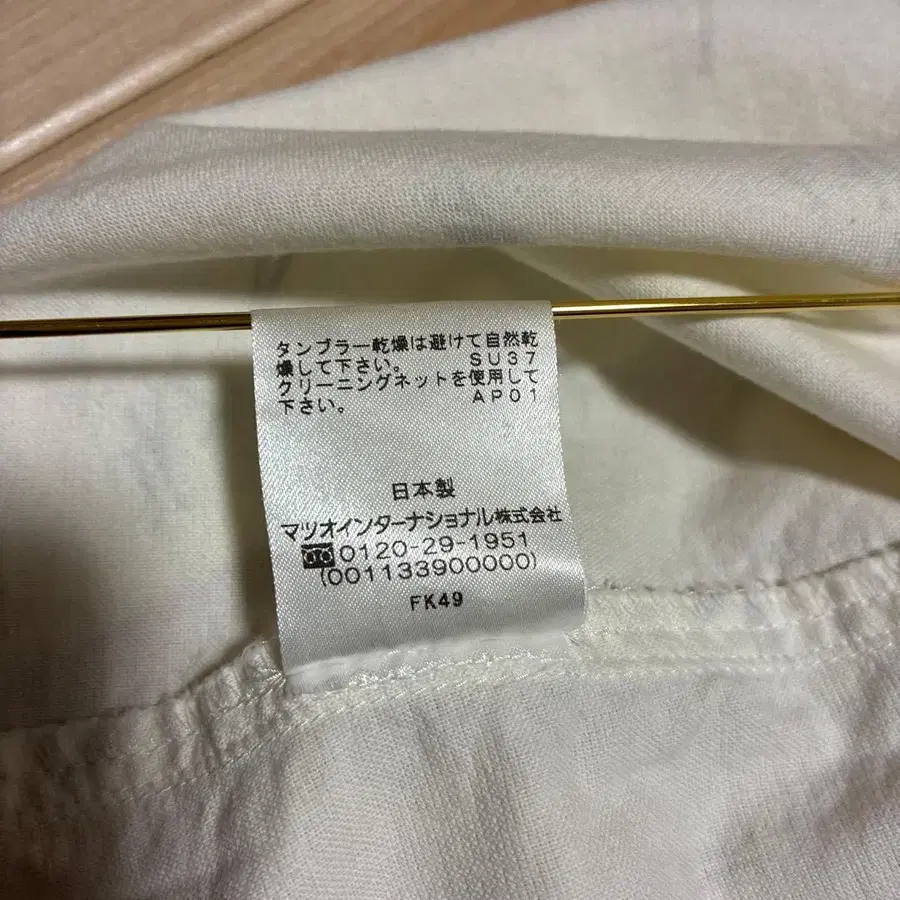 タンブラー乾燥は避けて自然乾
燥して下さい。 SU37
クリーニングネットを使用して
下さい。 AP01
日本製
マツオインターナショナル株式会社
0120-29-1951
(001133900000)
FK49